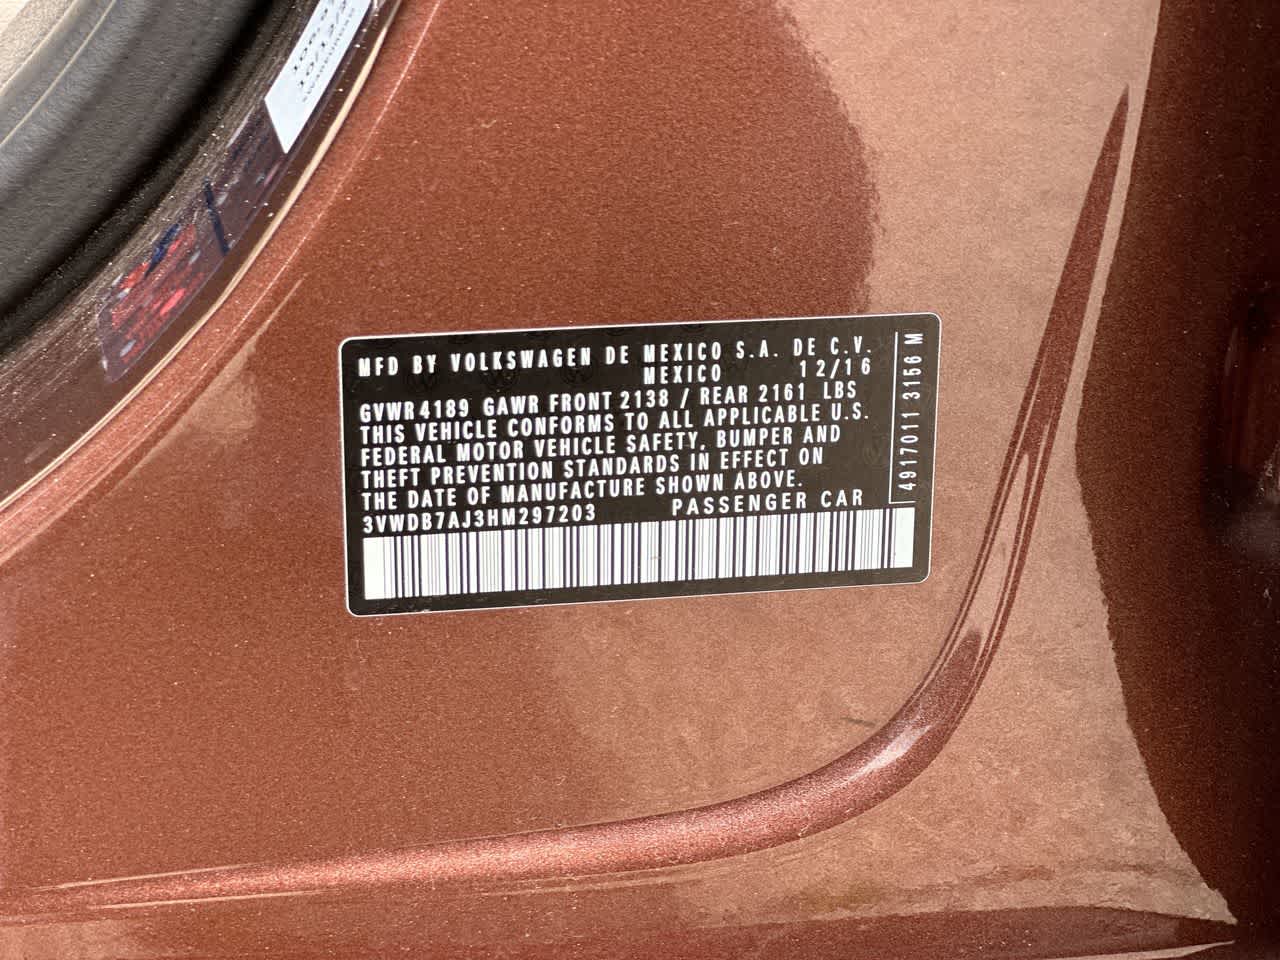 MFD BY VOLKSWAGEN DE MEXICO S.A. DE C.V.
MEXICO 12/16
GVWR 4189 GAWR FRONT 2138 / REAR 2161 LBS
THIS VEHICLE CONFORMS TO ALL APPLICABLE U.S.
FEDERAL MOTOR VEHICLE SAFETY, BUMPER AND
THEFT PREVENTION STANDARDS IN EFFECT ON
THE DATE OF MANUFACTURE SHOWN ABOVE.
3VWDB7AJ3HM297203 PASSENGER CAR
4917011 3156 M